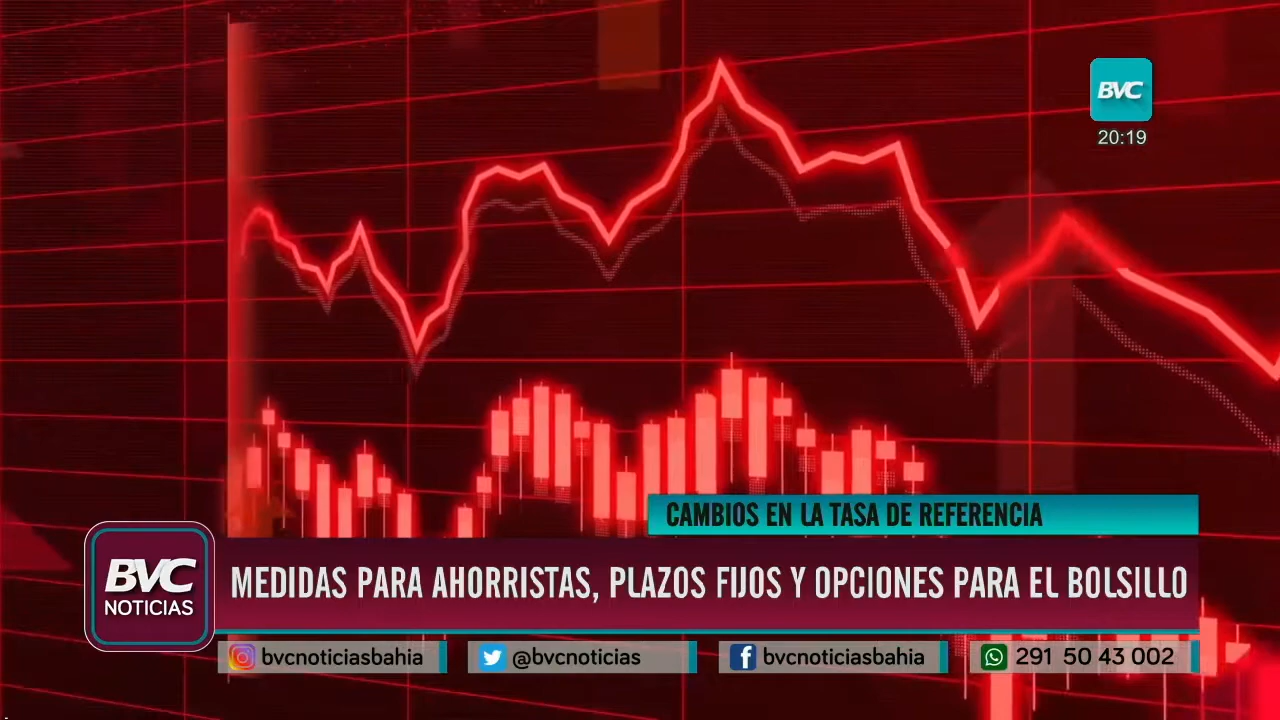 BVC
20:19
CAMBIOS EN LA TASA DE REFERENCIA
MEDIDAS PARA AHORRISTAS, PLAZOS FIJOS Y OPCIONES PARA EL BOLSILLO
BVC
NOTICIAS
bvcnoticiasbahia
@bvcnoticias
bvcnoticiasbahia
291 50 43 002